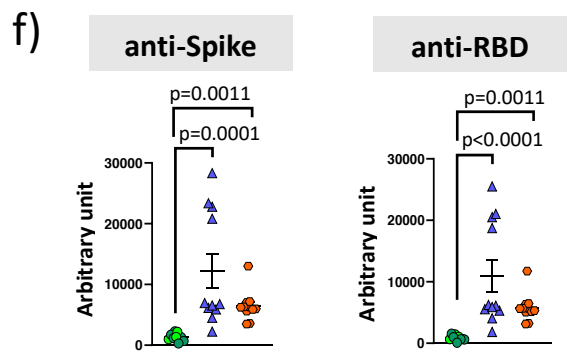 f)
anti-Spike
p=0.0011
p=0.0001
30000
20000
10000
0
Arbitrary unit
anti-RBD
p=0.0011
p<0.0001
30000
20000
10000
0
Arbitrary unit